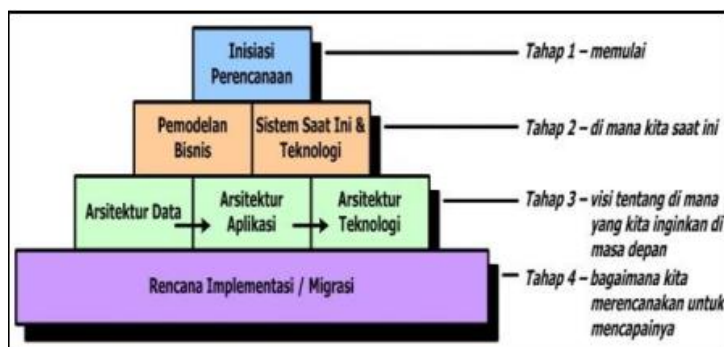 Inisiasi
Perencanaan
Tahap 1 – memulai
Pemodelan
Bisnis
Sistem Saat Ini &
Teknologi
Tahap 2 – di mana kita saat ini
Arsitektur Data
Arsitektur
Aplikasi
Arsitektur
Teknologi
Tahap 3 – visi tentang di mana
yang kita inginkan di
masa depan
Rencana Implementasi / Migrasi
Tahap 4 – bagaimana kita
merencanakan untuk
mencapainya